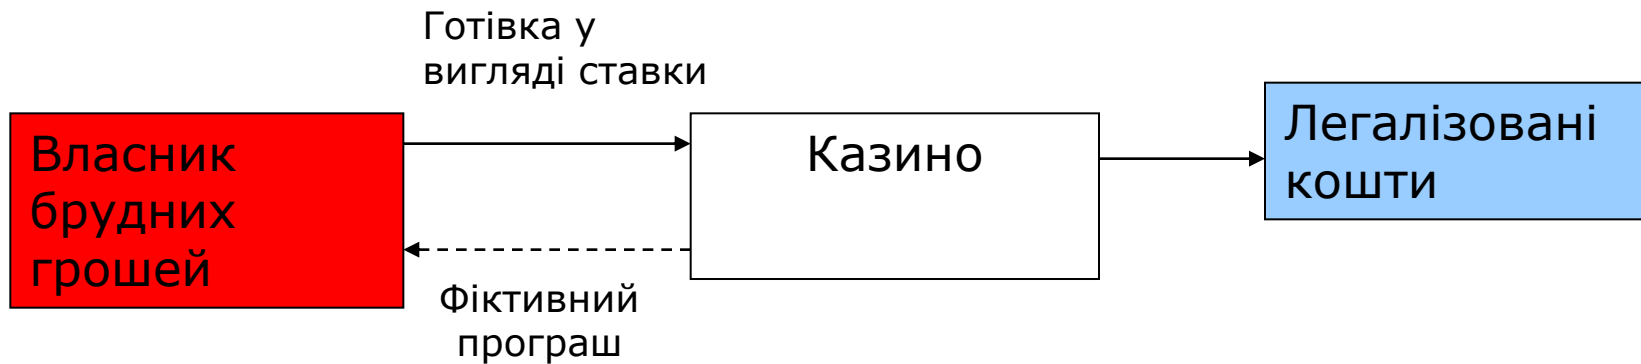 Готівка у
вигляді ставки
Власник
брудних
грошей
Казино
Легалізовані
кошти
Фіктивний
програш